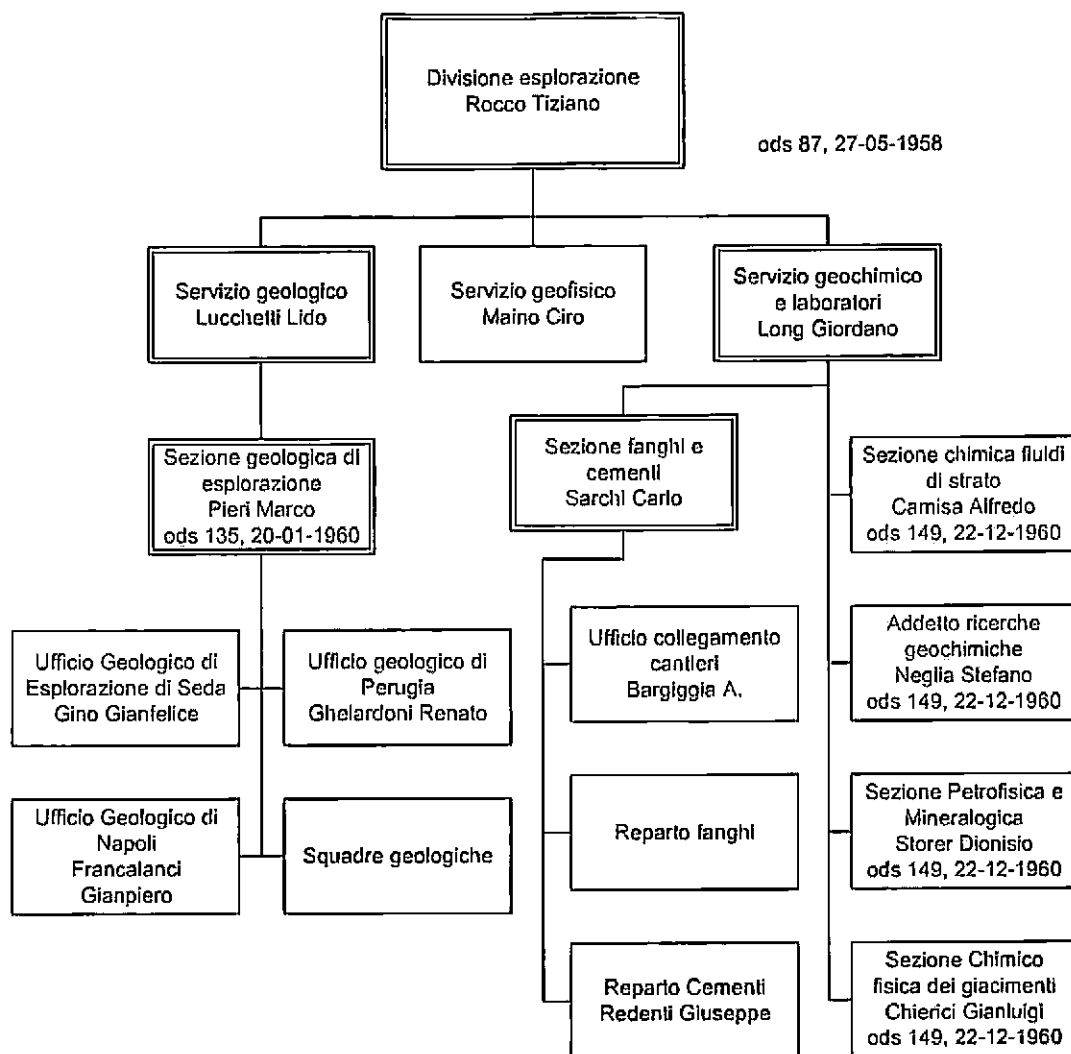 Divisione esplorazione
Rocco Tiziano
ods 87, 27-05-1958
Servizio geologico
Lucchetti Lido
Servizio geofisico
Maino Ciro
Servizio geochimico
e laboratori
Long Giordano
Sezione geologica di
esplorazione
Pieri Marco
ods 135, 20-01-1960
Sezione fanghi e
cementi
Sarchi Carlo
Sezione chimica fluidi
di strato
Camisa Alfredo
ods 149, 22-12-1960
Ufficio Geologico di
Esplorazione di Seda
Gino Gianfelice
Ufficio geologico di
Perugia
Ghelardoni Renato
Ufficio collegamento
cantieri
Bargiggia A.
Addetto ricerche
geochimiche
Neglia Stefano
ods 149, 22-12-1960
Ufficio Geologico di
Napoli
Francalanci
Gianpiero
Squadre geologiche
Reparto fanghi
Sezione Petrofisica e
Mineralogica
Storer Dionisio
ods 149, 22-12-1960
Reparto Cementi
Redenti Giuseppe
Sezione Chimico
fisica dei giacimenti
Chierici Gianluigi
ods 149, 22-12-1960